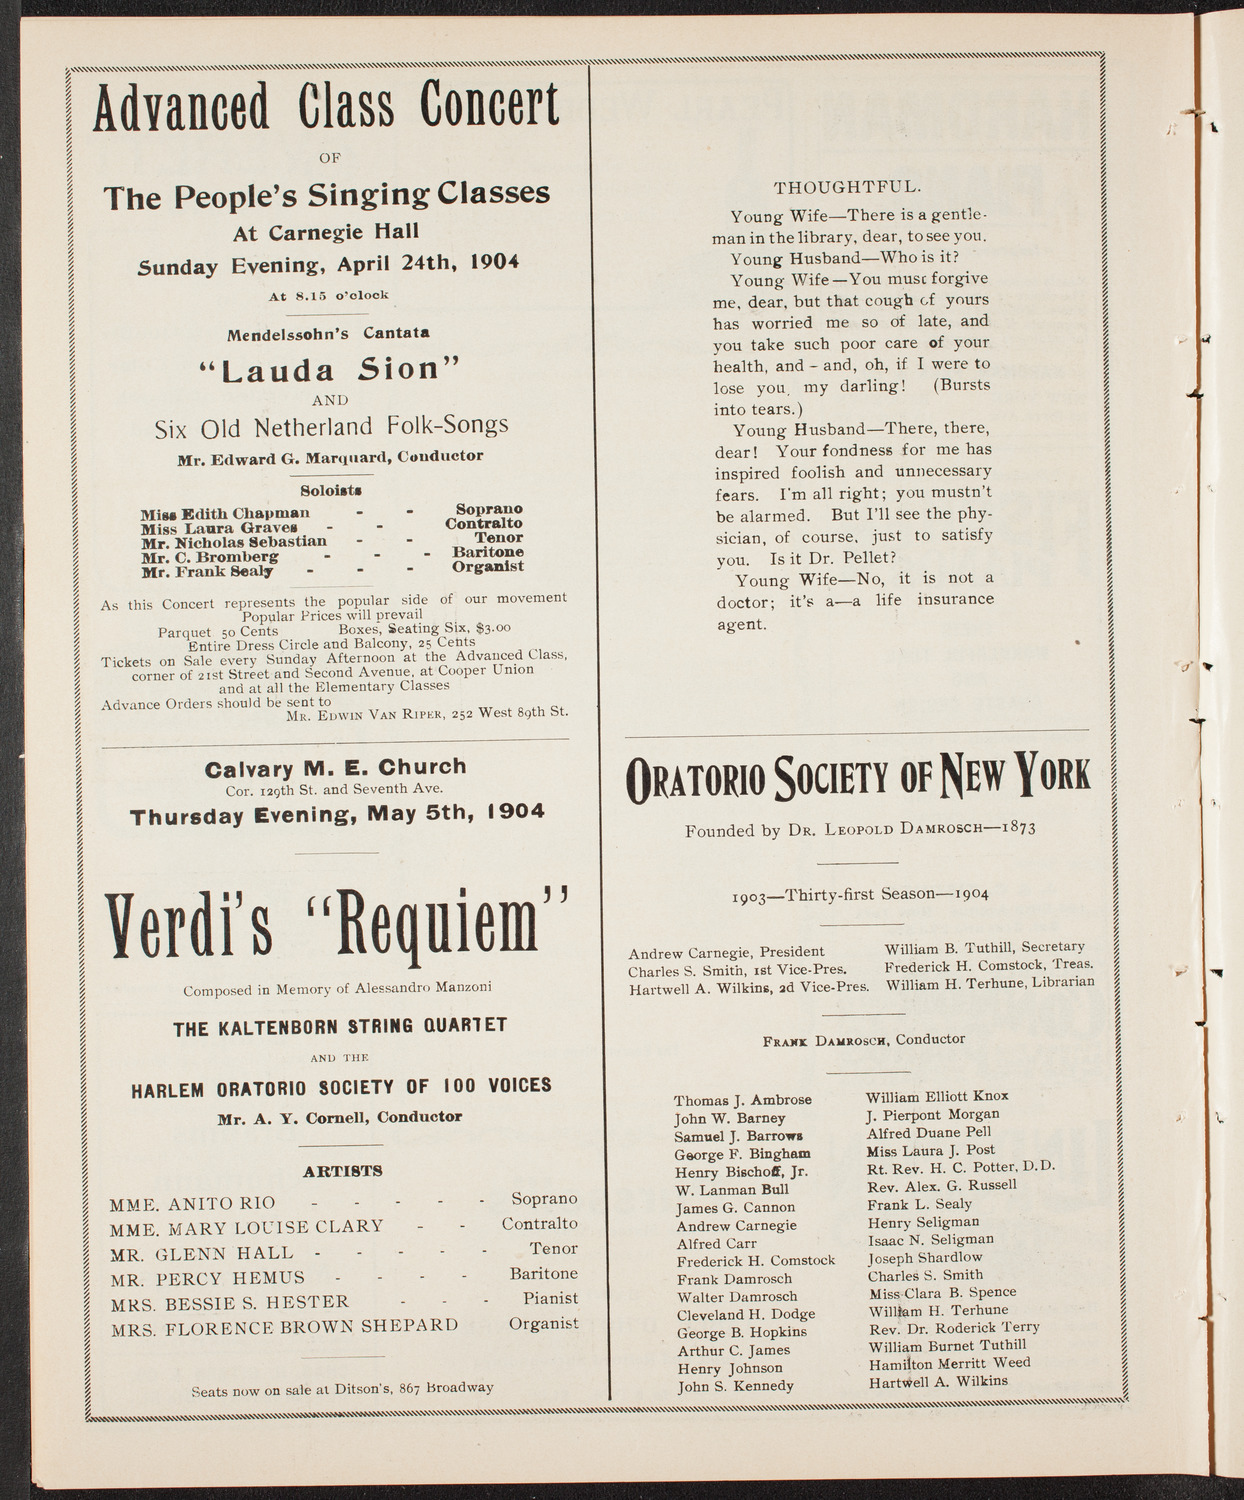 Advanced Class Concert
OF
The People's Singing Classes
At Carnegie Hall
Sunday Evening, April 24th, 1904
At 8.15 o'clock
Mendelssohn's Cantata
"Lauda Sion"
AND
Six Old Netherland Folk-Songs
Mr. Edward G. Marquard, Conductor
Soloists
Miss Edith Chapman - - Soprano
Miss Laura Graves - - Contralto
Mr. Nicholas Sebastian - - Tenor
Mr. C. Bromberg - - - Baritone
Mr. Frank Sealy - - - Organist
As this Concert represents the popular side of our movement
Popular Prices will prevail
Parquet 50 Cents Boxes, Seating Six, $3.00
Entire Dress Circle and Balcony, 25 Cents
Tickets on Sale every Sunday Afternoon at the Advanced Class,
corner of 21st Street and Second Avenue, at Cooper Union
and at all the Elementary Classes
Advance Orders should be sent to
MR. EDWIN VAN RIPER, 252 West 89th St.
Calvary M. E. Church
Cor. 129th St. and Seventh Ave.
Thursday Evening, May 5th, 1904
Verdi's "Requiem"
Composed in Memory of Alessandro Manzoni
THE KALTENBORN STRING QUARTET
AND THE
HARLEM ORATORIO SOCIETY OF 100 VOICES
Mr. A. Y. Cornell, Conductor
ARTISTS
MME. ANITO RIO - - - - - Soprano
MME. MARY LOUISE CLARY - - Contralto
MR. GLENN HALL - - - - - Tenor
MR. PERCY HEMUS - - - - Baritone
MRS. BESSIE S. HESTER - - - Pianist
MRS. FLORENCE BROWN SHEPARD Organist
Seats now on sale at Ditson's, 867 Broadway
THOUGHTFUL.
Young Wife—There is a gentle-
man in the library, dear, to see you.
Young Husband—Who is it?
Young Wife—You must forgive
me, dear, but that cough of yours
has worried me so of late, and
you take such poor care of your
health, and - and, oh, if I were to
lose you, my darling! (Bursts
into tears.)
Young Husband—There, there,
dear! Your fondness for me has
inspired foolish and unnecessary
fears. I'm all right; you mustn't
be alarmed. But I'll see the phy-
sician, of course, just to satisfy
you. Is it Dr. Pellet?
Young Wife—No, it is not a
doctor; it's a—a life insurance
agent.
ORATORIO SOCIETY OF NEW YORK
Founded by DR. LEOPOLD DAMROSCH—1873
1903—Thirty-first Season—1904
Andrew Carnegie, President
Charles S. Smith, 1st Vice-Pres.
Hartwell A. Wilkins, 2d Vice-Pres.
William B. Tuthill, Secretary
Frederick H. Comstock, Treas.
William H. Terhune, Librarian
FRANK DAMROSCH, Conductor
Thomas J. Ambrose
John W. Barney
Samuel J. Barrows
George F. Bingham
Henry Bischoff, Jr.
W. Lanman Bull
James G. Cannon
Andrew Carnegie
Alfred Carr
Frederick H. Comstock
Frank Damrosch
Walter Damrosch
Cleveland H. Dodge
George B. Hopkins
Arthur C. James
Henry Johnson
John S. Kennedy
William Elliott Knox
J. Pierpont Morgan
Alfred Duane Pell
Miss Laura J. Post
Rt. Rev. H. C. Potter, D.D.
Rev. Alex. G. Russell
Frank L. Sealy
Henry Seligman
Isaac N. Seligman
Joseph Shardlow
Charles S. Smith
Miss Clara B. Spence
William H. Terhune
Rev. Dr. Roderick Terry
William Burnet Tuthill
Hamilton Merritt Weed
Hartwell A. Wilkins